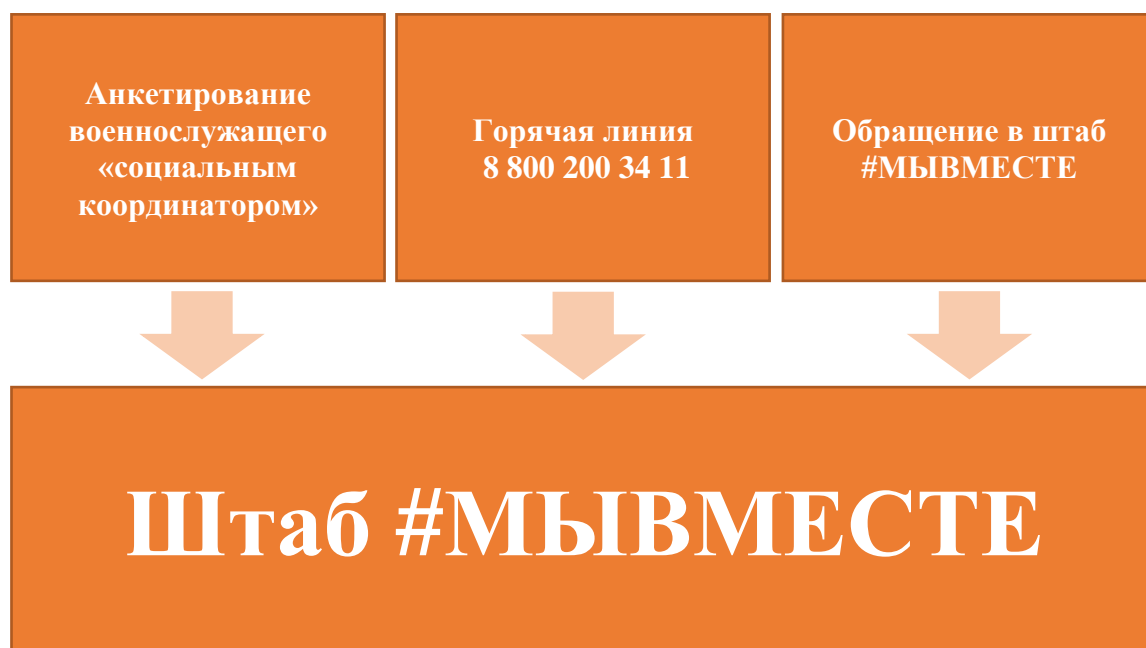 Анкетирование
военнослужащего
«социальным
координатором»
Горячая линия
8 800 200 34 11
Обращение в штаб
#МЫВМЕСТЕ
Штаб #МЫВМЕСТЕ